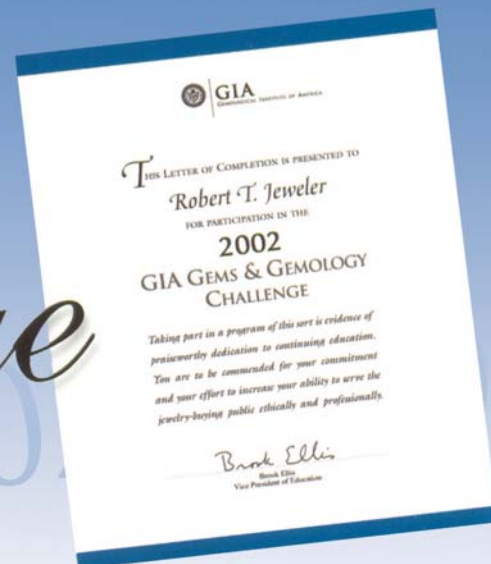 GIA
GEMOLOGICAL INSTITUTE OF AMERICA
THIS LETTER OF COMPLETION IS PRESENTED TO
Robert T. Jeweler
FOR PARTICIPATION IN THE
2002
GIA GEMS & GEMOLOGY
CHALLENGE
Taking part in a program of this sort is evidence of
praiseworthy dedication to continuing education.
You are to be commended for your commitment
and your effort to increase your ability to serve the
jewelry-buying public ethically and professionally.
Brook Ellis
Brook Ellis
Vice President of Education